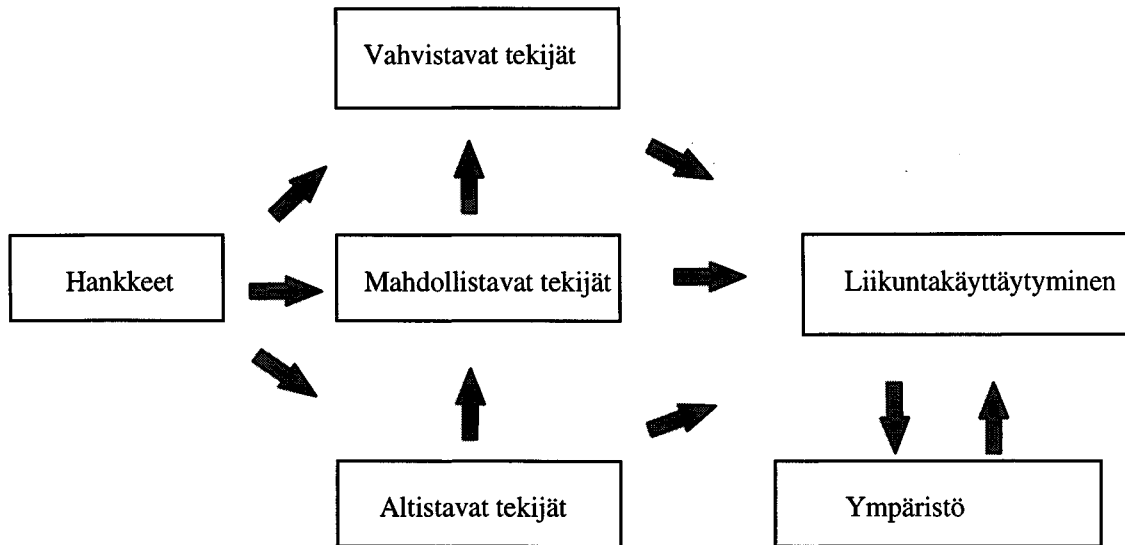 Vahvistavat tekijät
Hankkeet
Mahdollistavat tekijät
Liikuntakäyttäytyminen
Altistavat tekijät
Ympäristö